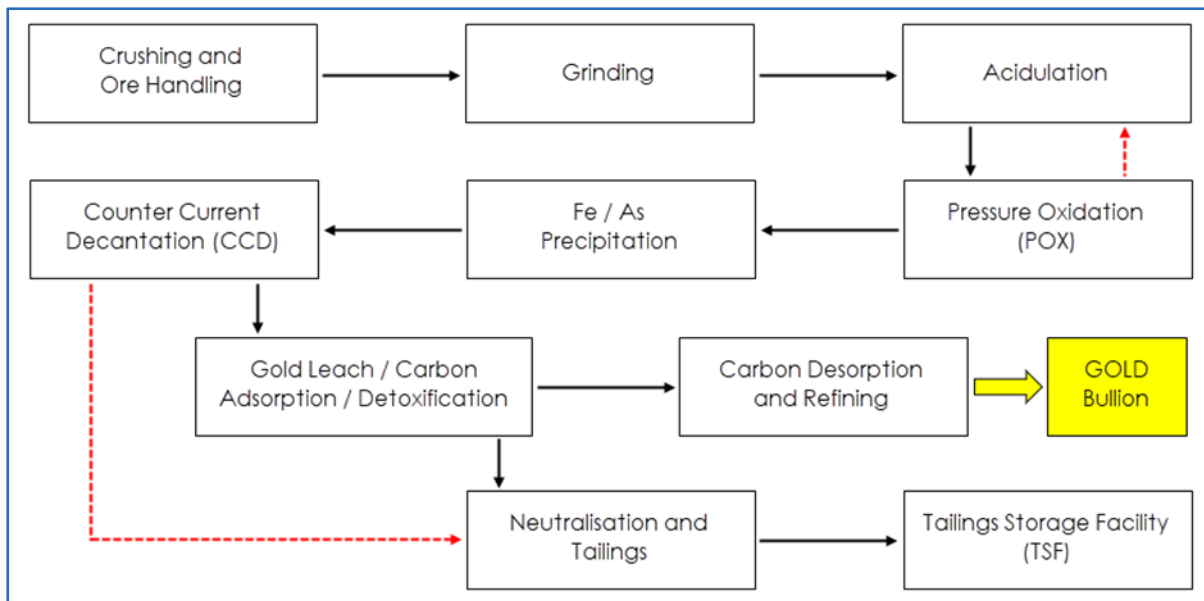 Crushing and
Ore Handling
Grinding
Acidulation
Counter Current
Decantation (CCD)
Fe / As
Precipitation
Pressure Oxidation
(POX)
Gold Leach / Carbon
Adsorption / Detoxification
Carbon Desorption
and Refining
GOLD
Bullion
Neutralisation and
Tailings
Tailings Storage Facility
(TSF)